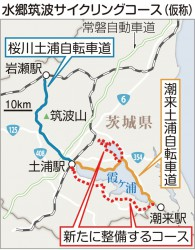 水郷筑波サイクリングコース(仮称)
常磐自動車道
桜川土浦自転車道
岩瀬駅
10km
筑波山
6
茨城県
潮来土浦自転車道
土浦駅
霞ヶ浦
潮来駅
新たに整備するコース